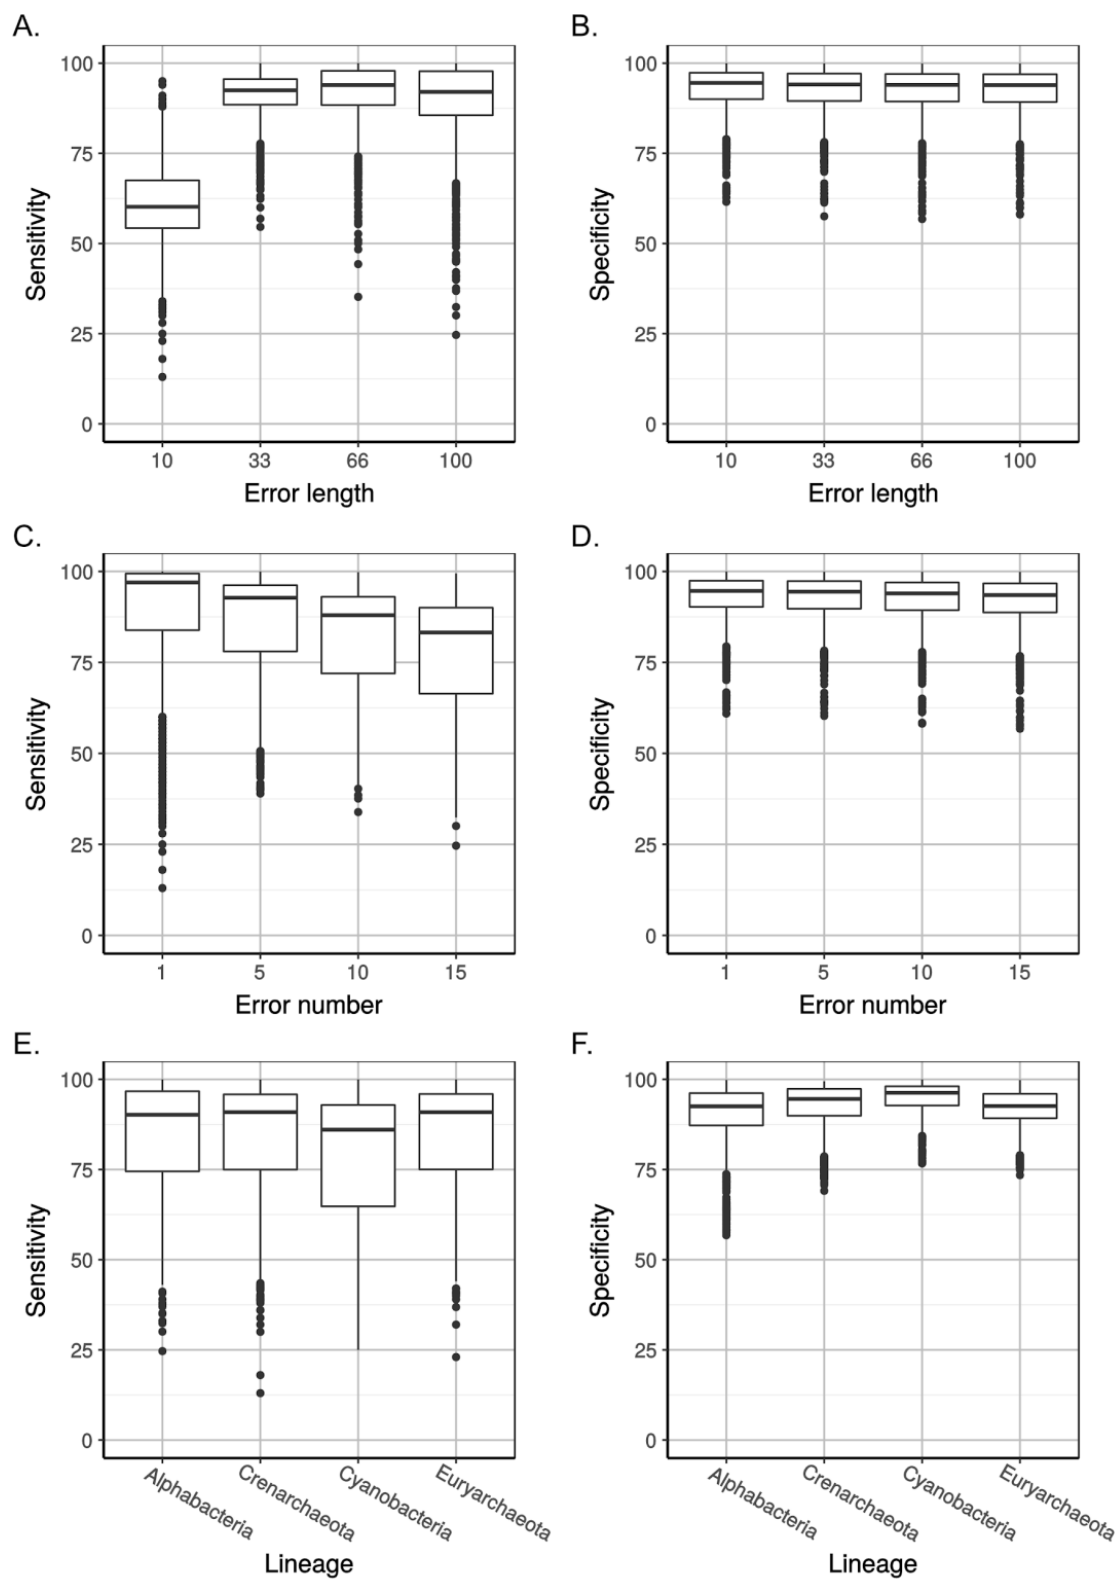 A.
B.
100
75
50
25
0
Sensitivity
10 33 66 100
Error length
100
75
50
25
0
Specificity
10 33 66 100
Error length
C.
D.
100
75
50
25
0
Sensitivity
1 5 10 15
Error number
100
75
50
25
0
Specificity
1 5 10 15
Error number
E.
F.
100
75
50
25
0
Sensitivity
Alphabacteria
Crenarchaeota
Cyanobacteria
Euryarchaeota
Lineage
100
75
50
25
0
Specificity
Alphabacteria
Crenarchaeota
Cyanobacteria
Euryarchaeota
Lineage